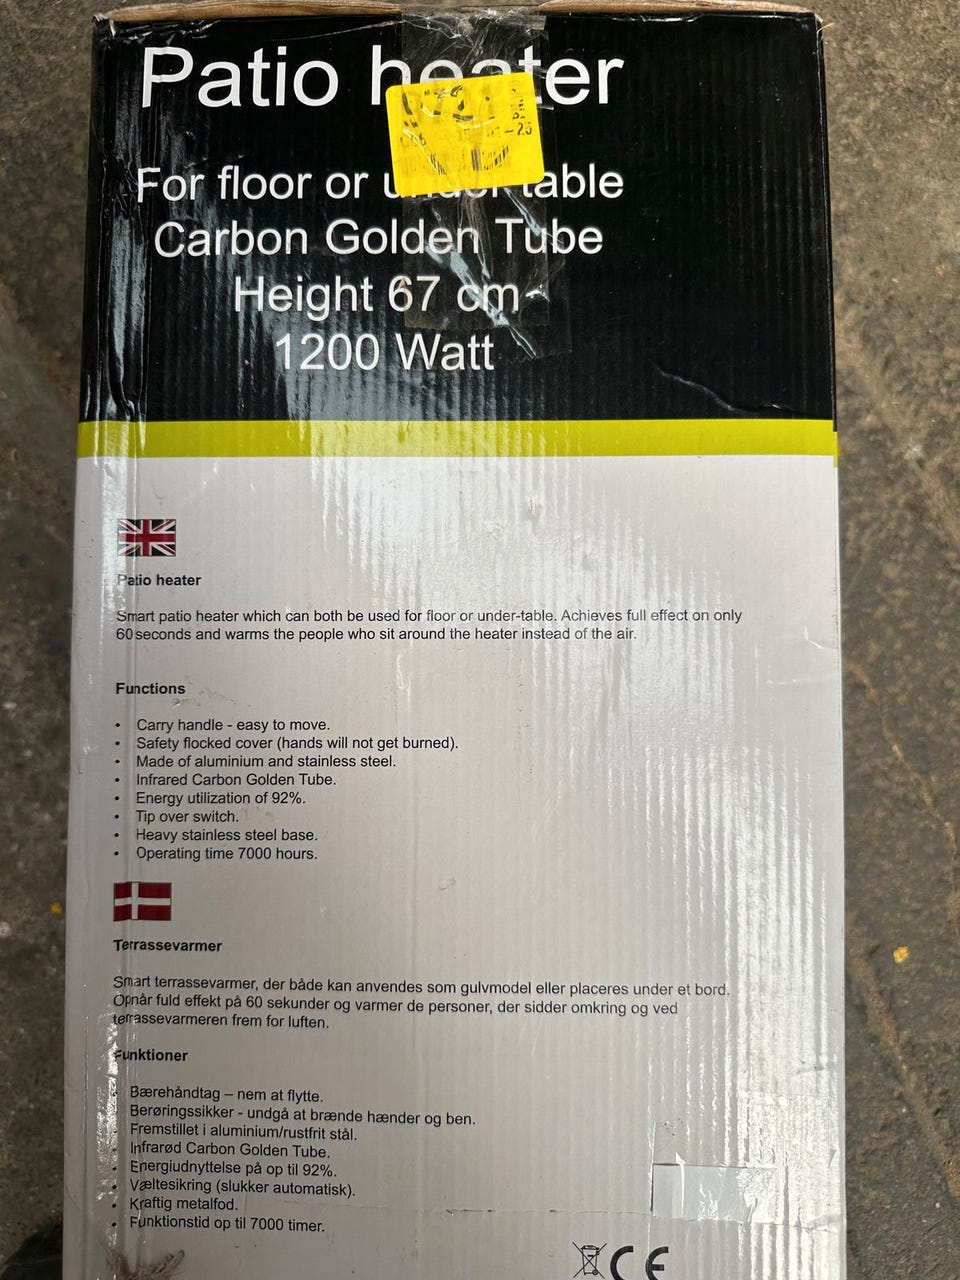 Patio heater
For floor or under-table
Carbon Golden Tube
Height 67 cm
1200 Watt
Patio heater
Smart patio heater which can both be used for floor or under-table. Achieves full effect on only
60 seconds and warms the people who sit around the heater instead of the air.
Functions
• Carry handle - easy to move.
• Safety flocked cover (hands will not get burned).
• Made of aluminium and stainless steel.
• Infrared Carbon Golden Tube.
• Energy utilization of 92%.
• Tip over switch.
• Heavy stainless steel base.
• Operating time 7000 hours.
Terrassevarmer
Smart terrassevarmer, der både kan anvendes som gulvmodel eller placeres under et bord.
Opnår fuld effekt på 60 sekunder og varmer de personer, der sidder omkring og ved
terrassevarmeren frem for luften.
Funktioner
• Bærehåndtag – nem at flytte.
• Berøringssikker - undgå at brænde hænder og ben.
• Fremstillet i aluminium/rustfrit stål.
• Infrarød Carbon Golden Tube.
• Energiudnyttelse på op til 92%.
• Væltesikring (slukker automatisk).
• Kraftig metalfod.
• Funktionstid op til 7000 timer.
CE